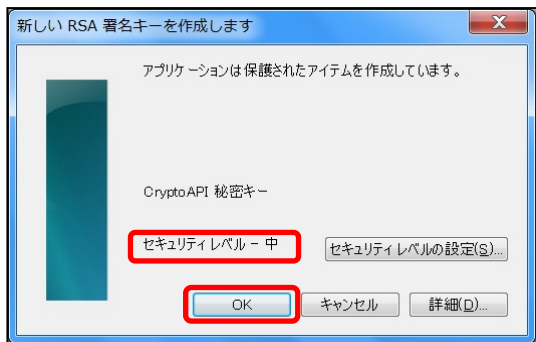 新しい RSA 署名キーを作成します
アプリケーションは保護されたアイテムを作成しています。
CryptoAPI 秘密キー
セキュリティ レベル - 中
セキュリティ レベルの設定(S)...
OK
キャンセル
詳細(D)...